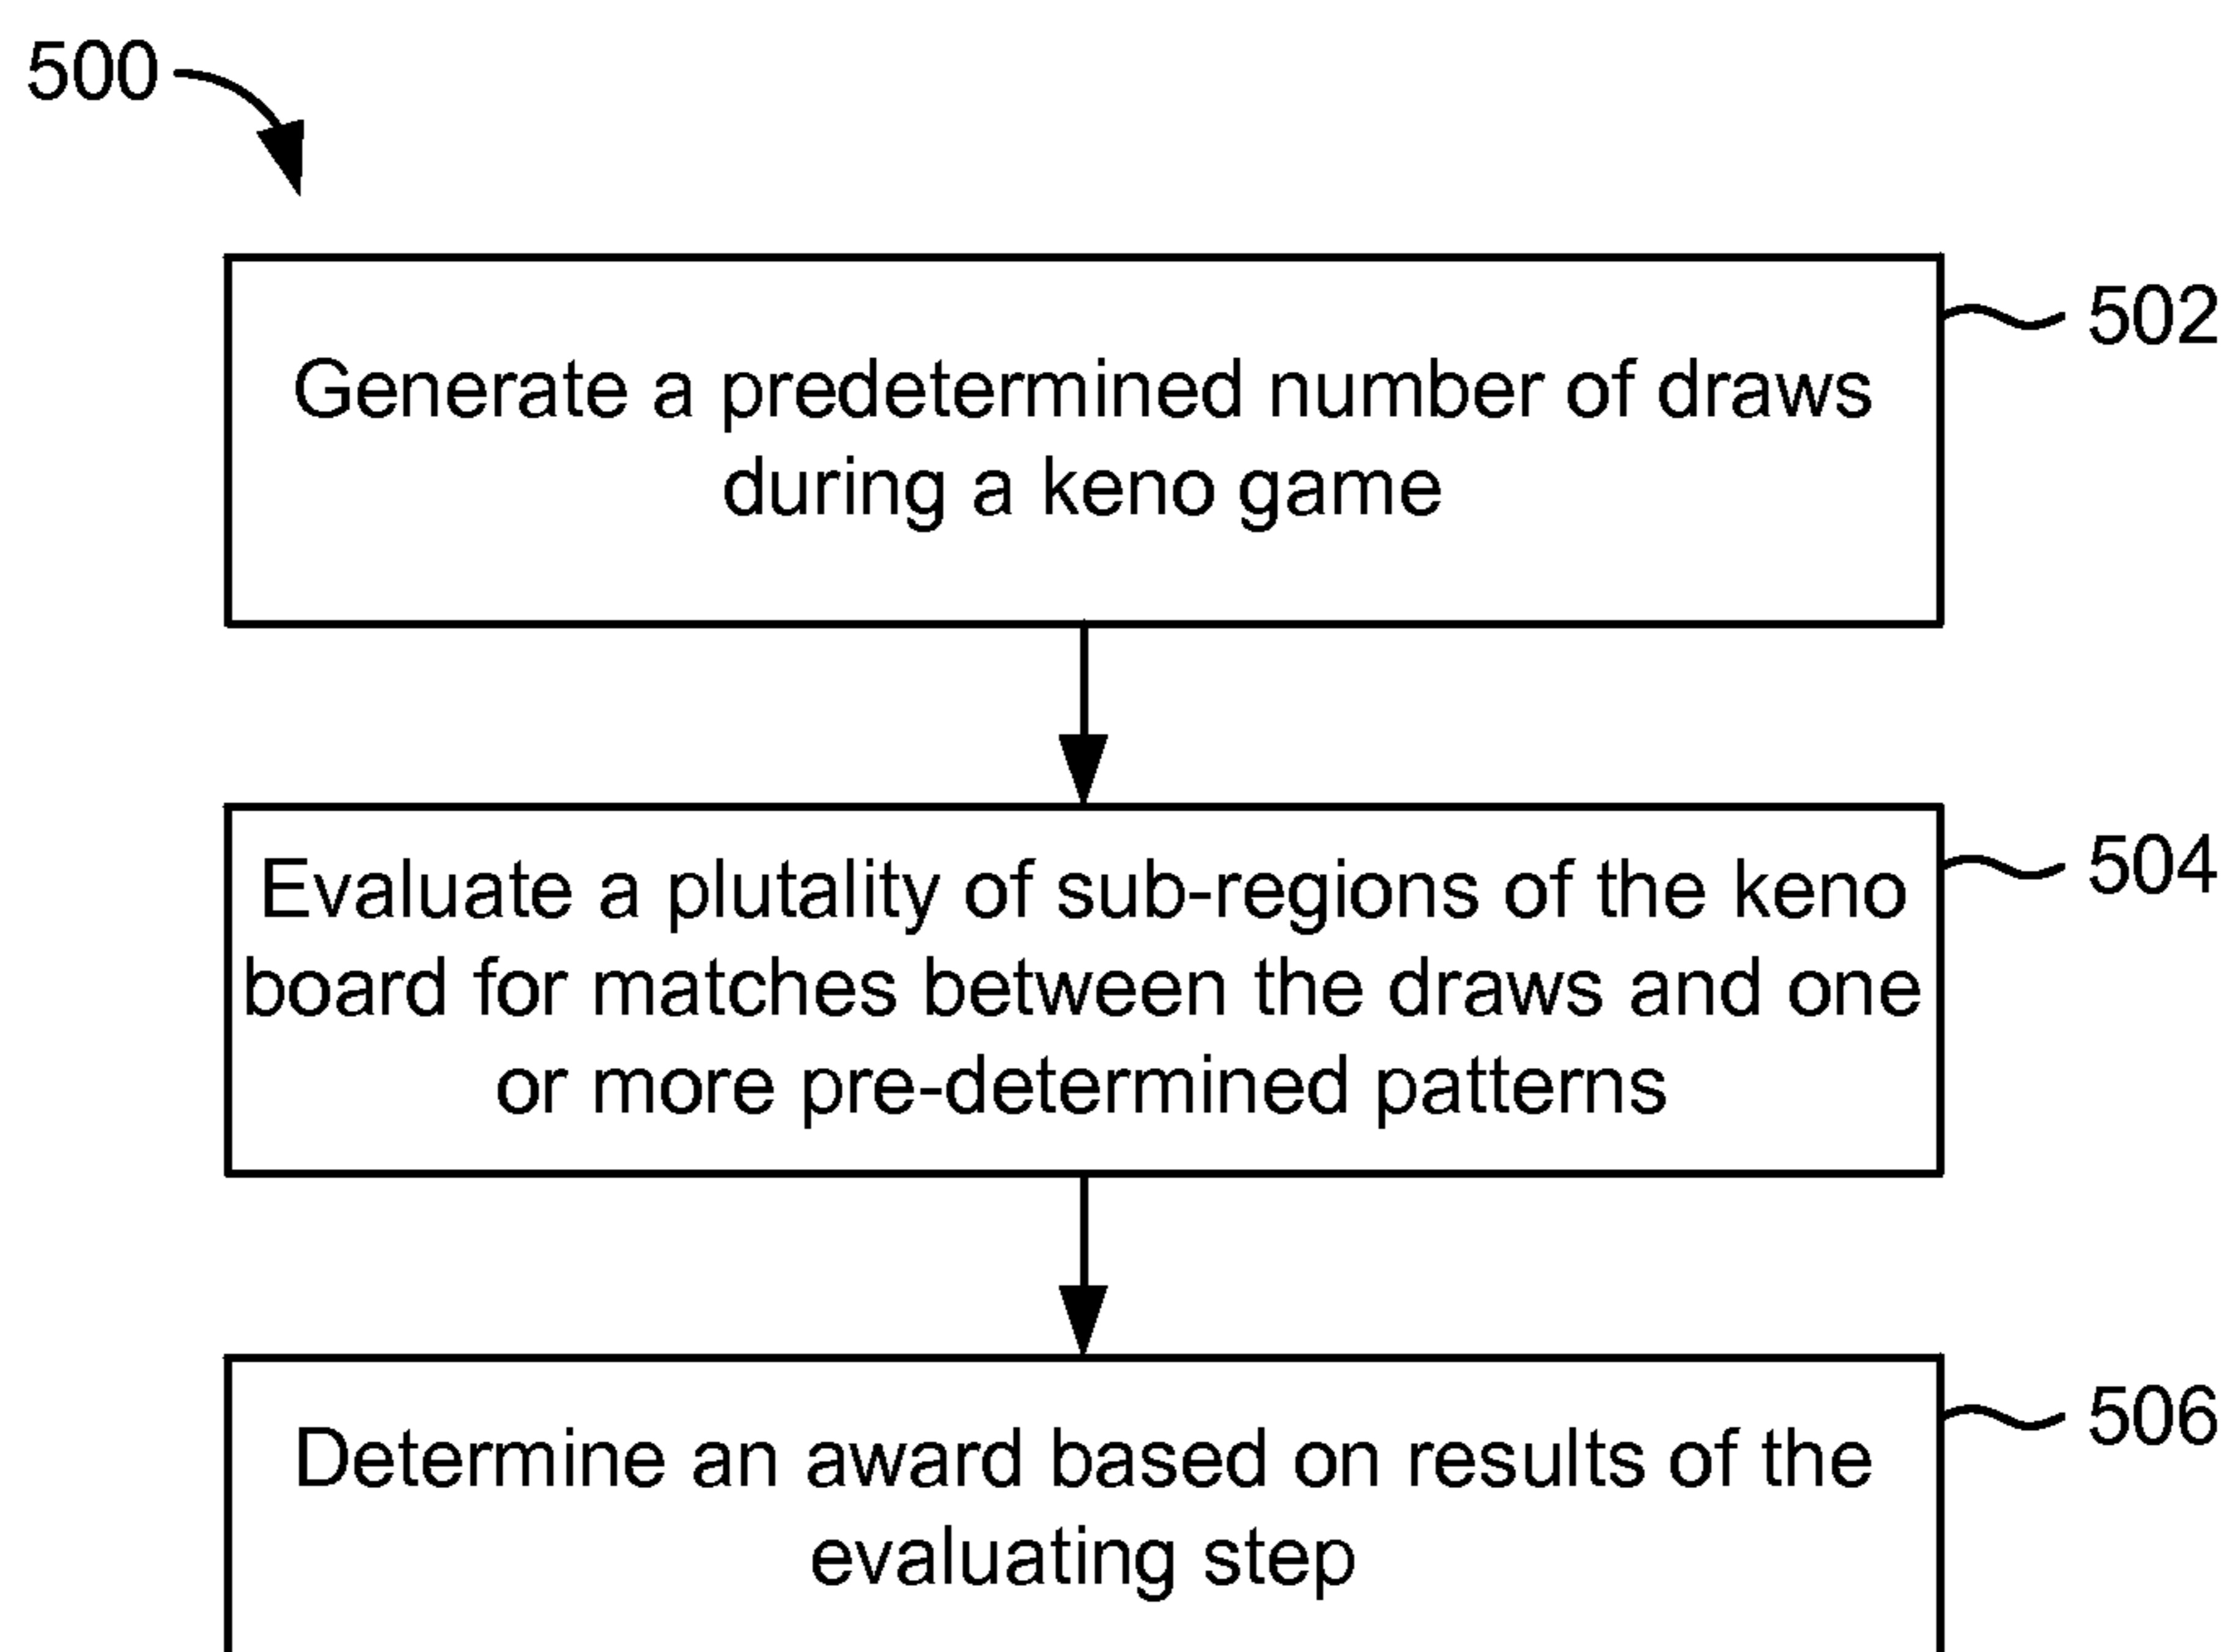 500
502
Generate a predetermined number of draws
during a keno game
504
Evaluate a plutality of sub-regions of the keno
board for matches between the draws and one
or more pre-determined patterns
506
Determine an award based on results of the
evaluating step